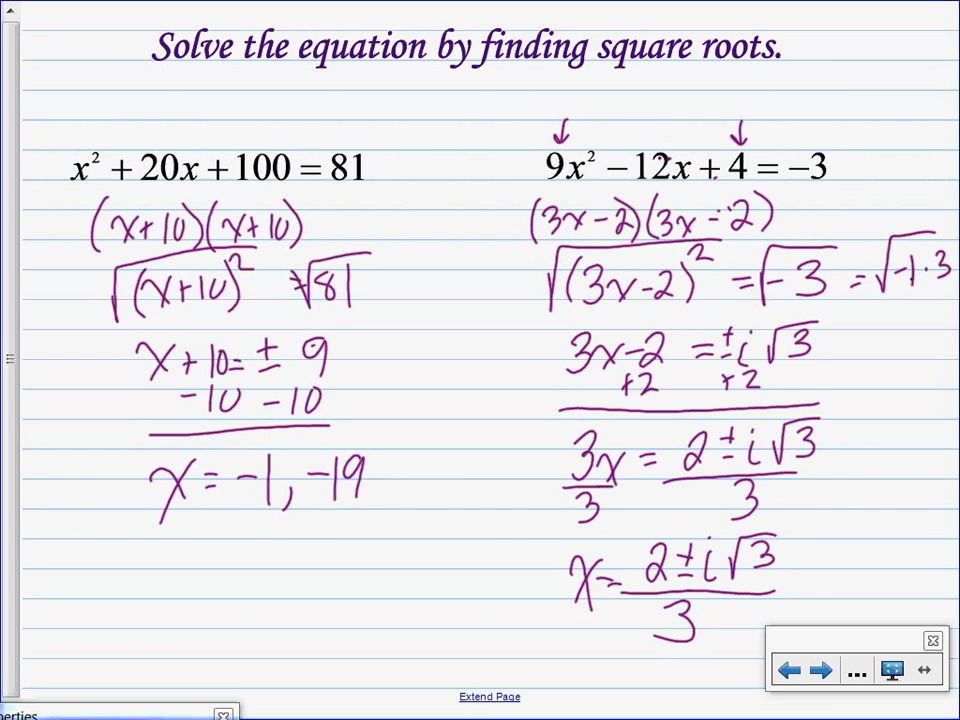 Solve the equation by finding square roots.
x² + 20x + 100 = 81
(x+10)(x+10)
√(x+10)² = √81
x+10 = ± 9
-10 -10
x = -1, -19
9x² − 12x + 4 = −3
(3x-2)(3x-2)
√(3x-2)² = √-3 = √-1·3
3x-2 = ± i√3
+2 +2
3x = 2 ± i√3
3 3
x = 2 ± i√3
3
...
Extend Page
perties